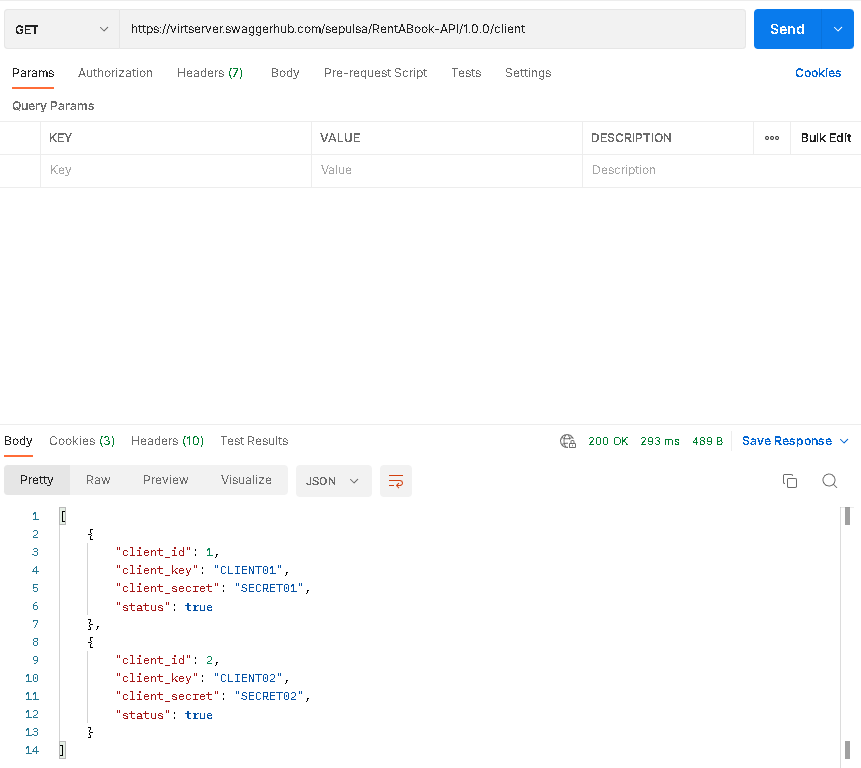 GET https://virtserver.swaggerhub.com/sepulsa/RentABook-API/1.0.0/client Send
Params Authorization Headers (7) Body Pre-request Script Tests Settings Cookies
Query Params
KEY VALUE DESCRIPTION ooo Bulk Edit
Key Value Description
Body Cookies (3) Headers (10) Test Results 200 OK 293 ms 489 B Save Response
Pretty Raw Preview Visualize JSON
1 [
2 {
3 "client_id": 1,
4 "client_key": "CLIENT01",
5 "client_secret": "SECRET01",
6 "status": true
7 },
8 {
9 "client_id": 2,
10 "client_key": "CLIENT02",
11 "client_secret": "SECRET02",
12 "status": true
13 }
14 ]